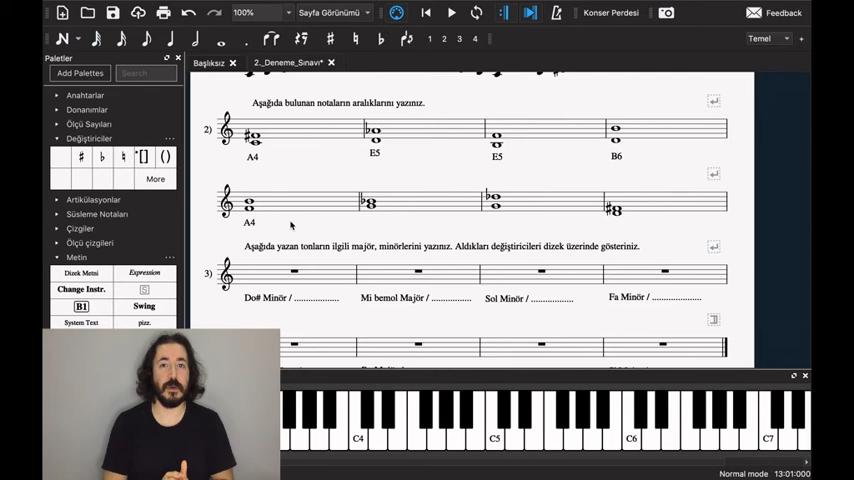 100% Sayfa Görünümü Konser Perdesi Feedback
1 2 3 4 Temel +
Paletler
Add Palettes Search
Başlıksız 2._Deneme_Sınavı*
Anahtarlar
Donanımlar
Ölçü Sayıları
Değiştiriciler
More
Artikülasyonlar
Süsleme Notaları
Çizgiler
Ölçü çizgileri
Metin
Dizek Metni Expression
Change Instr. S
B1 Swing
System Text pizz.
Aşağıda bulunan notaların aralıklarını yazınız.
2)
A4 E5 E5 B6
A4
Aşağıda yazan tonların ilgili majör, minörlerini yazınız. Aldıkları değiştiricileri dizek üzerinde gösteriniz.
3)
Do# Minör / .................. Mi bemol Majör / ................ Sol Minör / ................. Fa Minör / ....................
C4 C5 C6 C7
Normal mode 13:01:000